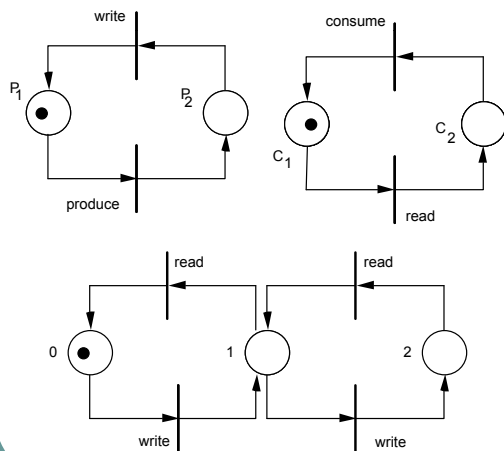 write
P1
P2
produce
consume
C1
C2
read
read
read
0
1
2
write
write